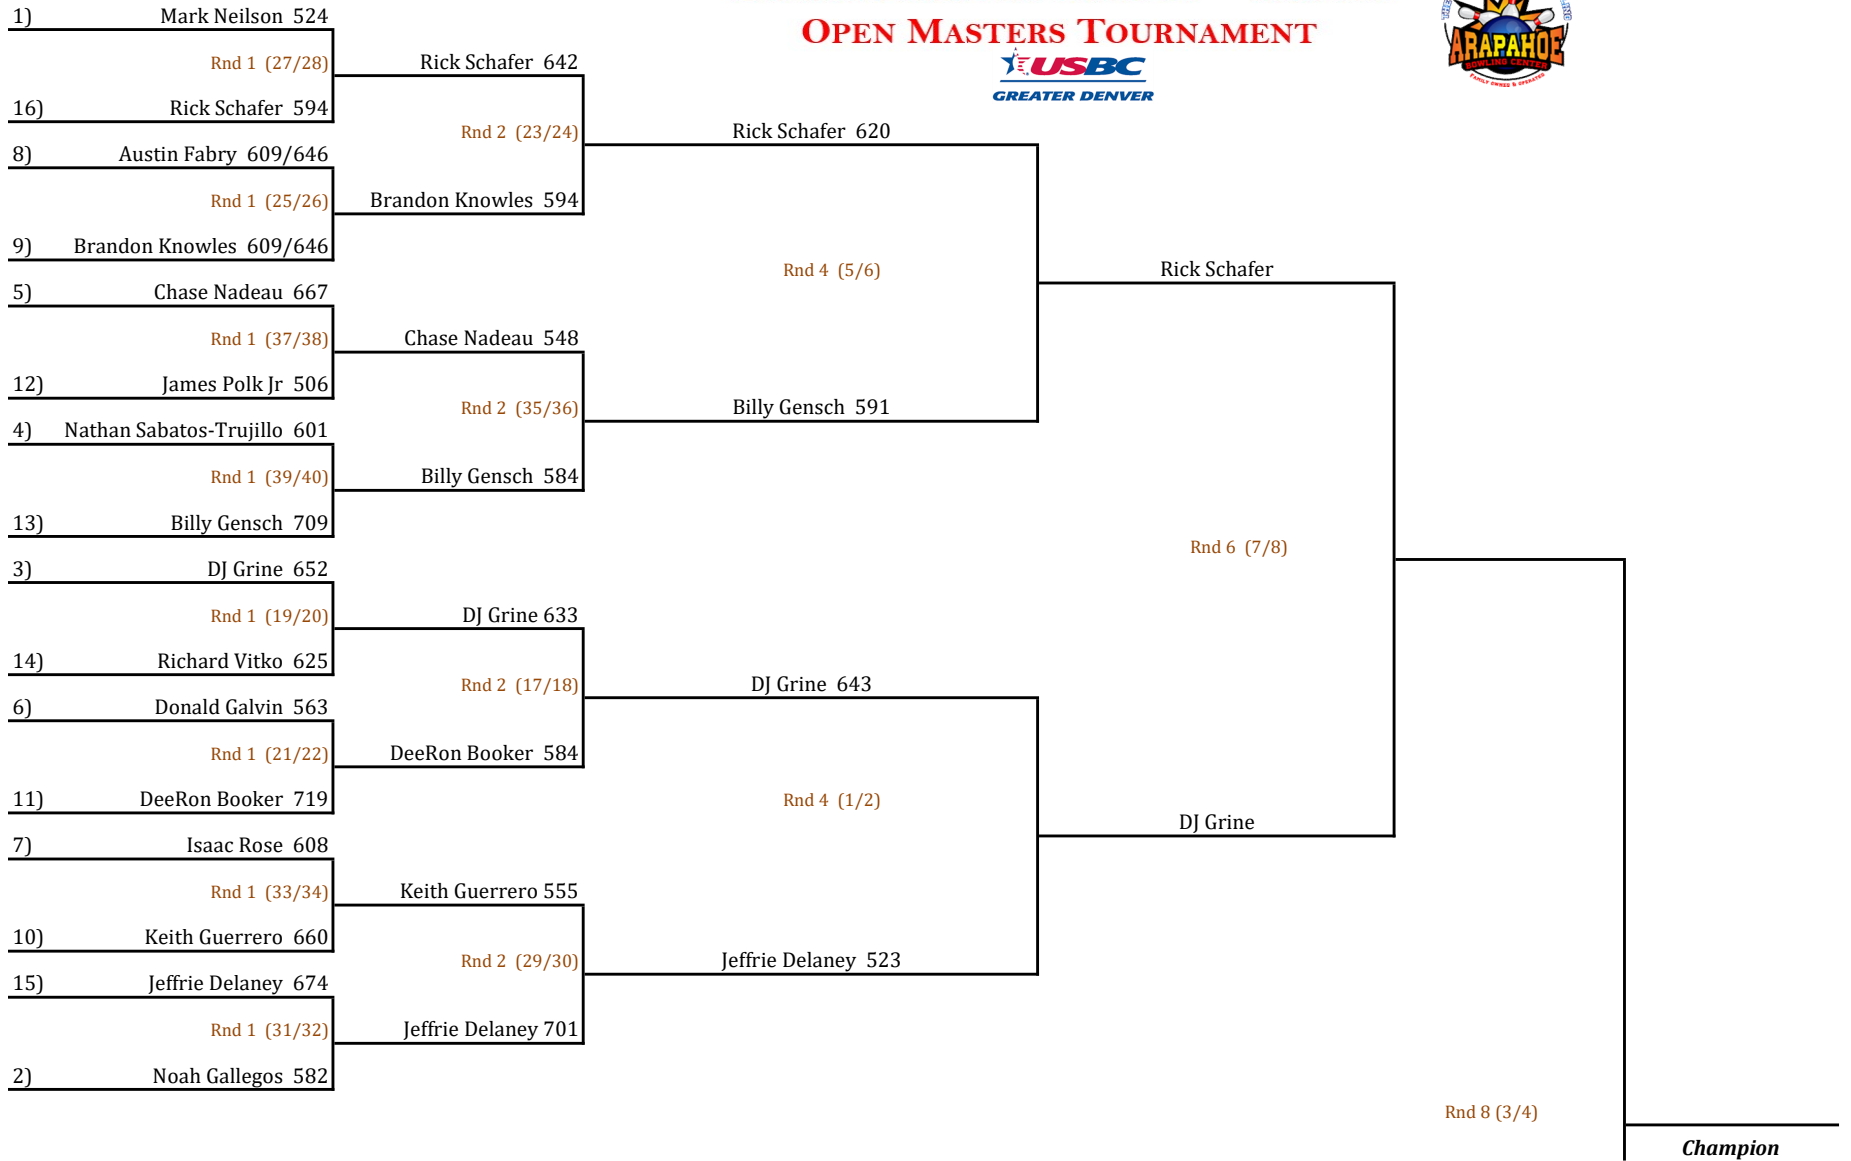 OPEN MASTERS TOURNAMENT
USBC
GREATER DENVER
ARAPAHOE
BOWLING CENTER
FAMILY OWNED & OPERATED
1) Mark Neilson 524
Rnd 1 (27/28)
16) Rick Schafer 594
8) Austin Fabry 609/646
Rnd 1 (25/26)
9) Brandon Knowles 609/646
5) Chase Nadeau 667
Rnd 1 (37/38)
12) James Polk Jr 506
4) Nathan Sabatos-Trujillo 601
Rnd 1 (39/40)
13) Billy Gensch 709
3) DJ Grine 652
Rnd 1 (19/20)
14) Richard Vitko 625
6) Donald Galvin 563
Rnd 1 (21/22)
11) DeeRon Booker 719
7) Isaac Rose 608
Rnd 1 (33/34)
10) Keith Guerrero 660
15) Jeffrie Delaney 674
Rnd 1 (31/32)
2) Noah Gallegos 582
Rick Schafer 642
Rnd 2 (23/24)
Brandon Knowles 594
Chase Nadeau 548
Rnd 2 (35/36)
Billy Gensch 584
DJ Grine 633
Rnd 2 (17/18)
DeeRon Booker 584
Keith Guerrero 555
Rnd 2 (29/30)
Jeffrie Delaney 701
Rick Schafer 620
Rnd 4 (5/6)
Billy Gensch 591
DJ Grine 643
Rnd 4 (1/2)
Jeffrie Delaney 523
Rick Schafer
Rnd 6 (7/8)
DJ Grine
Rnd 8 (3/4)
Champion